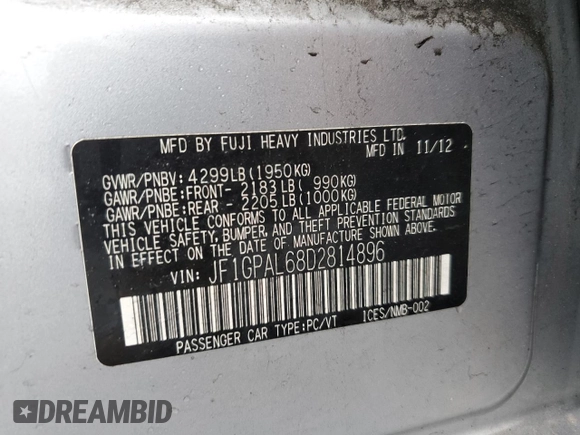 MFD BY FUJI HEAVY INDUSTRIES LTD.
MFD IN 11/12
GVWR/PNBV: 4299LB(1950KG)
GAWR/PNBE:FRONT- 2183LB( 990KG)
GAWR/PNBE:REAR - 2205LB(1000KG)
THIS VEHICLE CONFORMS TO ALL APPLICABLE FEDERAL MOTOR
VEHICLE SAFETY, BUMPER, AND THEFT PREVENTION STANDARDS
IN EFFECT ON THE DATE OF MANUFACTURE SHOWN ABOVE.
VIN: JF1GPAL68D2814896
PASSENGER CAR TYPE:PC/VT ICES/NMB-002
DREAMBID